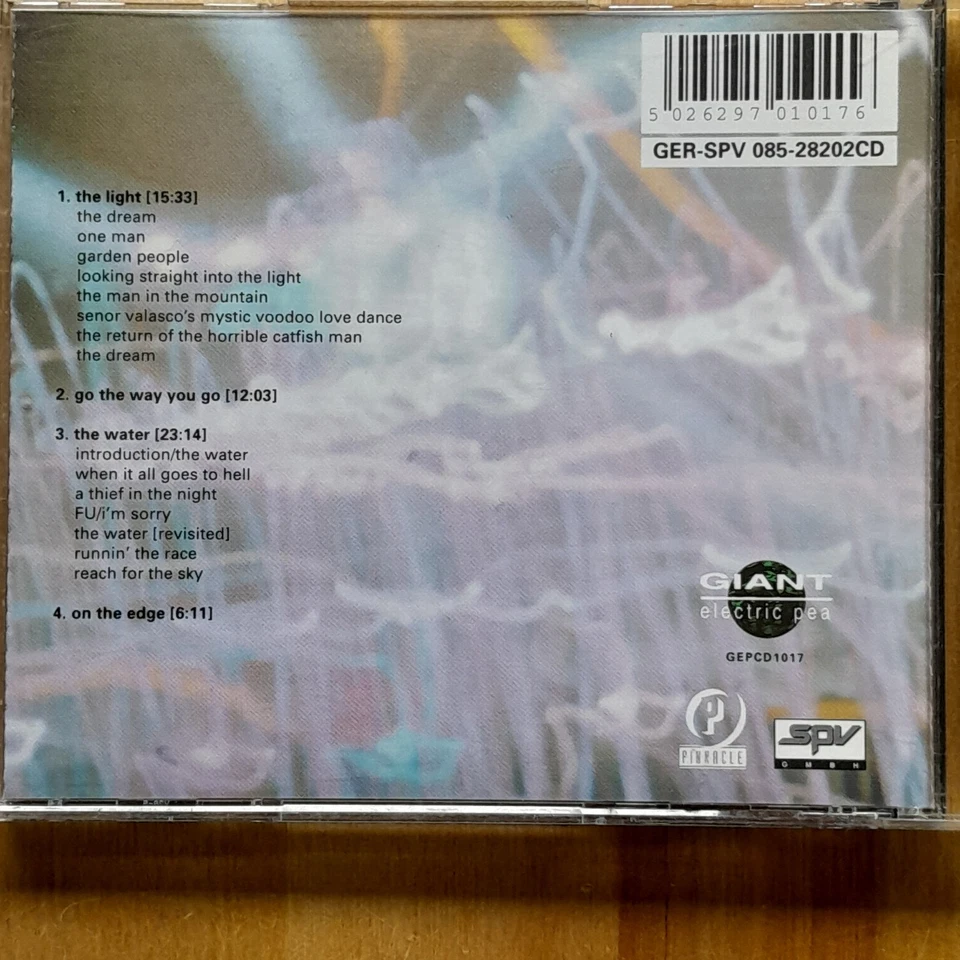 5 026297 010176
GER-SPV 085-28202CD
1. the light [15:33]
the dream
one man
garden people
looking straight into the light
the man in the mountain
senor valasco's mystic voodoo love dance
the return of the horrible catfish man
the dream
2. go the way you go [12:03]
3. the water [23:14]
introduction/the water
when it all goes to hell
a thief in the night
FU/i'm sorry
the water [revisited]
runnin' the race
reach for the sky
4. on the edge [6:11]
GIANT
electric pea
GEPCD1017
PINNACLE
SPV
GMBH